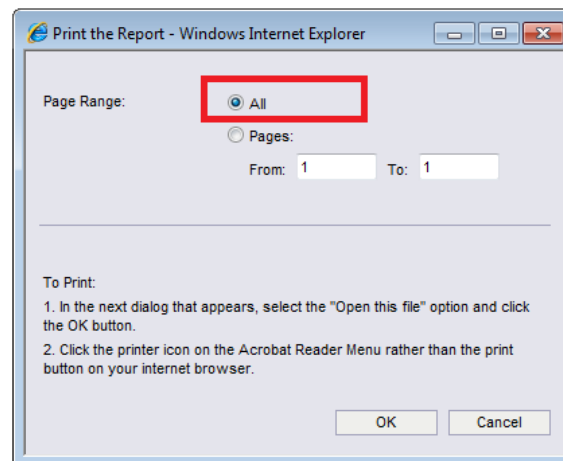 Print the Report - Windows Internet Explorer
Page Range:
All
Pages:
From: 1 To: 1
To Print:
1. In the next dialog that appears, select the "Open this file" option and click
the OK button.
2. Click the printer icon on the Acrobat Reader Menu rather than the print
button on your internet browser.
OK Cancel